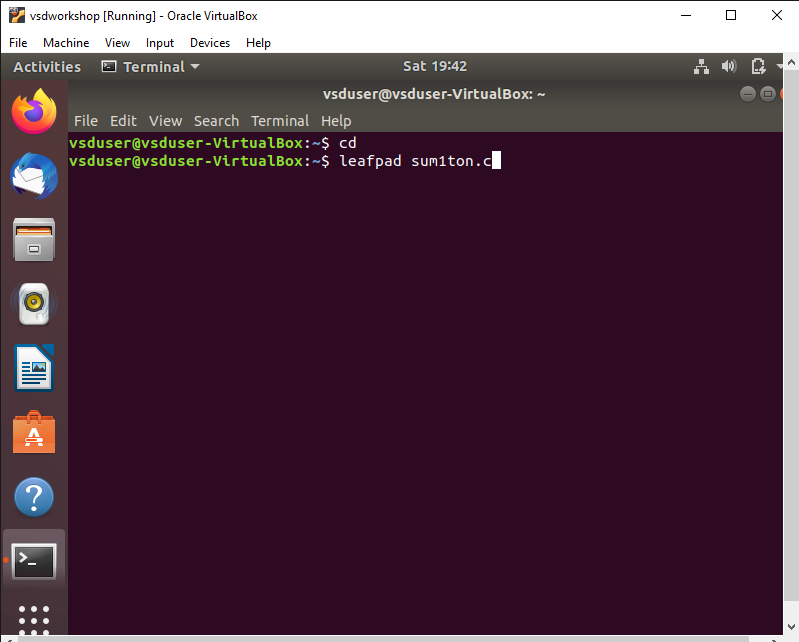 vsdworkshop [Running] - Oracle VirtualBox
File Machine View Input Devices Help
Activities Terminal Sat 19:42
vsduser@vsduser-VirtualBox: ~
File Edit View Search Terminal Help
vsduser@vsduser-VirtualBox:~$ cd
vsduser@vsduser-VirtualBox:~$ leafpad sum1ton.c